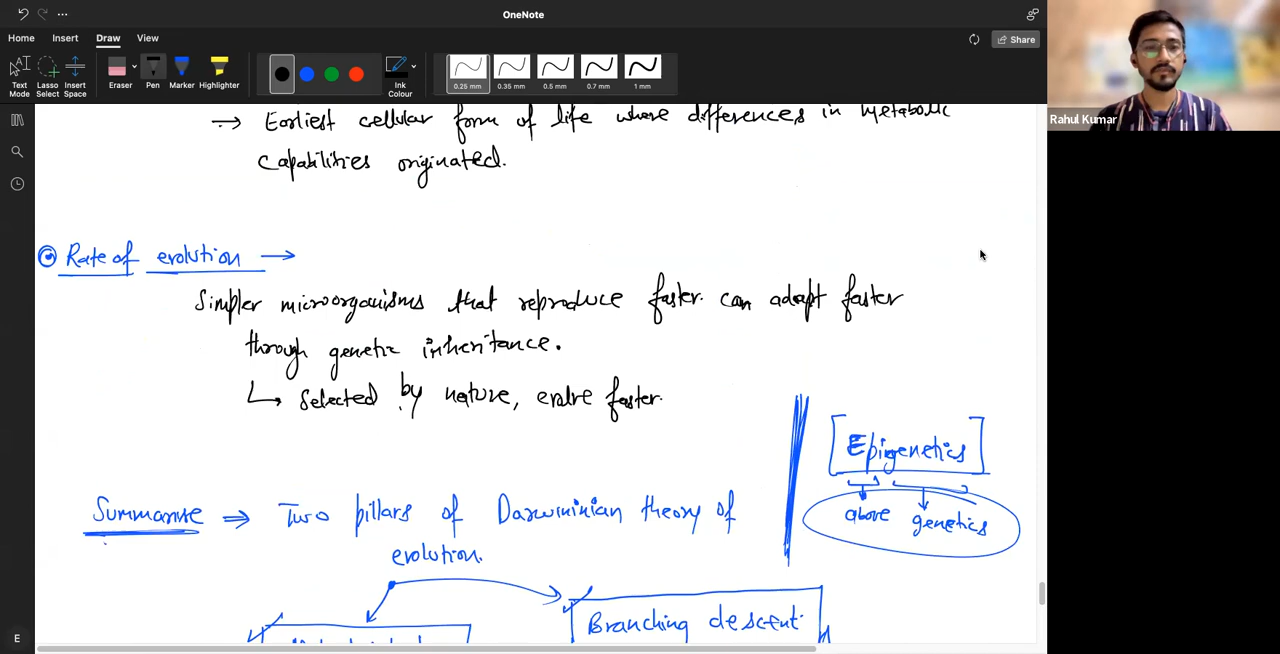 OneNote
Home Insert Draw View
Share
Text Mode Lasso Select Insert Space Eraser Pen Marker Highlighter Ink Colour 0.25 mm 0.35 mm 0.5 mm 0.7 mm 1 mm
Rahul Kumar
→ Earliest cellular form of life where differences in metabolic
capabilities originated.
Rate of evolution →
Simpler microorganisms that reproduce faster can adapt faster
through genetic inheritance.
↳ Selected by nature, evolve faster.
[Epigenetics]
above genetics
Summarise ⇒ Two pillars of Darwininian theory of
evolution.
Branching descent
E